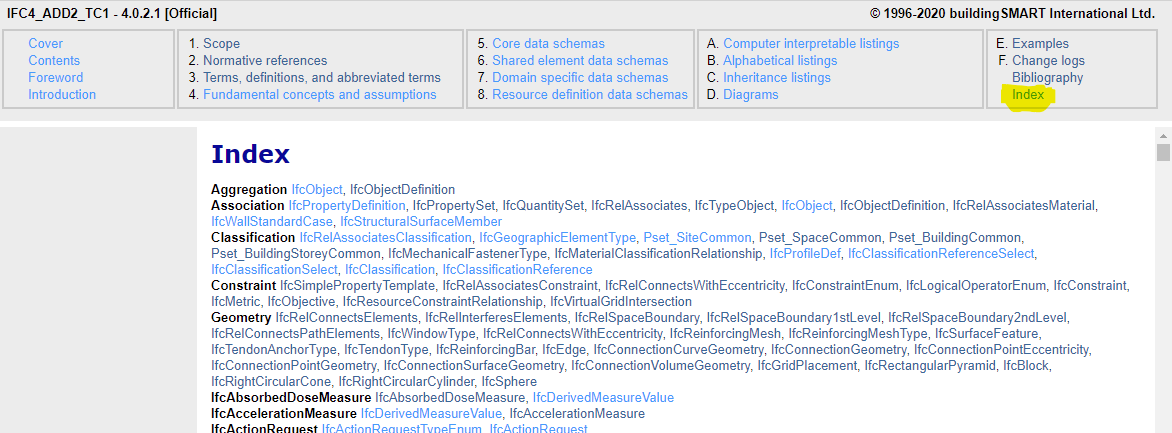 IFC4_ADD2_TC1 - 4.0.2.1 [Official]
© 1996-2020 buildingSMART International Ltd.
Cover
Contents
Foreword
Introduction
1. Scope
2. Normative references
3. Terms, definitions, and abbreviated terms
4. Fundamental concepts and assumptions
5. Core data schemas
6. Shared element data schemas
7. Domain specific data schemas
8. Resource definition data schemas
A. Computer interpretable listings
B. Alphabetical listings
C. Inheritance listings
D. Diagrams
E. Examples
F. Change logs
Bibliography
Index
Index
Aggregation IfcObject, IfcObjectDefinition
Association IfcPropertyDefinition, IfcPropertySet, IfcQuantitySet, IfcRelAssociates, IfcTypeObject, IfcObject, IfcObjectDefinition, IfcRelAssociatesMaterial,
IfcWallStandardCase, IfcStructuralSurfaceMember
Classification IfcRelAssociatesClassification, IfcGeographicElementType, Pset_SiteCommon, Pset_SpaceCommon, Pset_BuildingCommon,
Pset_BuildingStoreyCommon, IfcMechanicalFastenerType, IfcMaterialClassificationRelationship, IfcProfileDef, IfcClassificationReferenceSelect,
IfcClassificationSelect, IfcClassification, IfcClassificationReference
Constraint IfcSimplePropertyTemplate, IfcRelAssociatesConstraint, IfcRelConnectsWithEccentricity, IfcConstraintEnum, IfcLogicalOperatorEnum, IfcConstraint,
IfcMetric, IfcObjective, IfcResourceConstraintRelationship, IfcVirtualGridIntersection
Geometry IfcRelConnectsElements, IfcRelInterferesElements, IfcRelSpaceBoundary, IfcRelSpaceBoundary1stLevel, IfcRelSpaceBoundary2ndLevel,
IfcRelConnectsPathElements, IfcWindowType, IfcRelConnectsWithEccentricity, IfcReinforcingMesh, IfcReinforcingMeshType, IfcSurfaceFeature,
IfcTendonAnchorType, IfcTendonType, IfcReinforcingBar, IfcEdge, IfcConnectionCurveGeometry, IfcConnectionGeometry, IfcConnectionPointEccentricity,
IfcConnectionPointGeometry, IfcConnectionSurfaceGeometry, IfcConnectionVolumeGeometry, IfcGridPlacement, IfcRectangularPyramid, IfcBlock,
IfcRightCircularCone, IfcRightCircularCylinder, IfcSphere
IfcAbsorbedDoseMeasure IfcAbsorbedDoseMeasure, IfcDerivedMeasureValue
IfcAccelerationMeasure IfcDerivedMeasureValue, IfcAccelerationMeasure
IfcActionRequest IfcActionRequestTypeEnum, IfcActionRequest